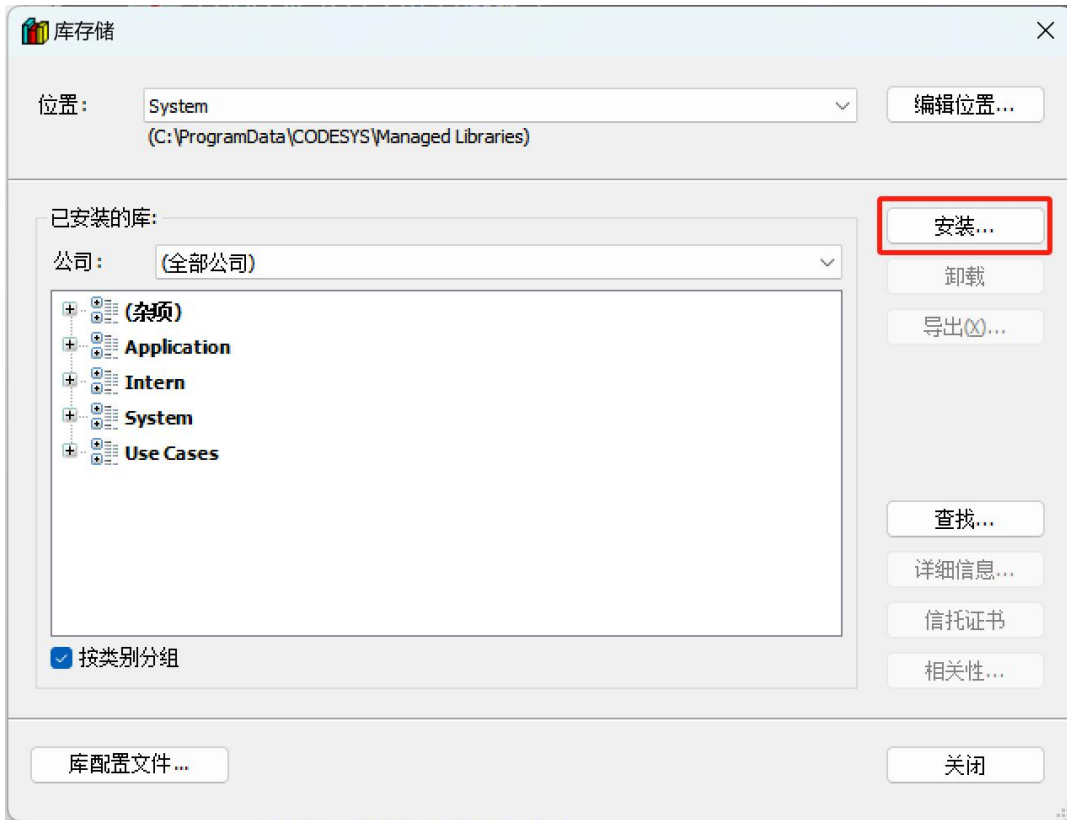 库存储
位置: System 编辑位置...
(C:\ProgramData\CODESYS\Managed Libraries)
已安装的库:
安装...
公司: (全部公司)
卸载
(杂项)
导出(X)...
Application
Intern
System
Use Cases
查找...
详细信息...
信托证书
按类别分组
相关性...
库配置文件...
关闭